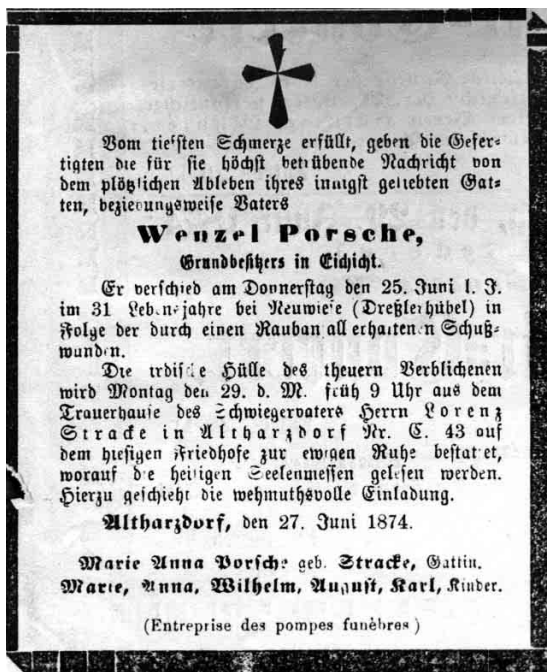 Vom tiefsten Schmerze erfüllt, geben die Gefer-
tigten die für sie höchst betrübende Nachricht von
dem plötzlichen Ableben ihres innigst geliebten Gat-
ten, beziehungsweise Vaters
Wenzel Porsche,
Grundbesitzers in Eichicht.
Er verschied am Donnerstag den 25. Juni l. J.
im 31 Lebensjahre bei Neuwiese (Dreßlerhübel) in
Folge der durch einen Raubanfall erhaltenen Schuß-
wunden.
Die irdische Hülle des theuern Verblichenen
wird Montag den 29. d. M. früh 9 Uhr aus dem
Trauerhause des Schwiegervaters Herrn Lorenz
Stracke in Altharzdorf Nr. C. 43 auf
dem hiesigen Friedhofe zur ewigen Ruhe bestattet,
worauf die heiligen Seelenmessen gelesen werden.
Hierzu geschieht die wehmuthsvolle Einladung.
Altharzdorf, den 27. Juni 1874.
Marie Anna Porsche geb. Stracke, Gattin.
Marie, Anna, Wilhelm, August, Karl, Kinder.
(Entreprise des pompes funèbres)